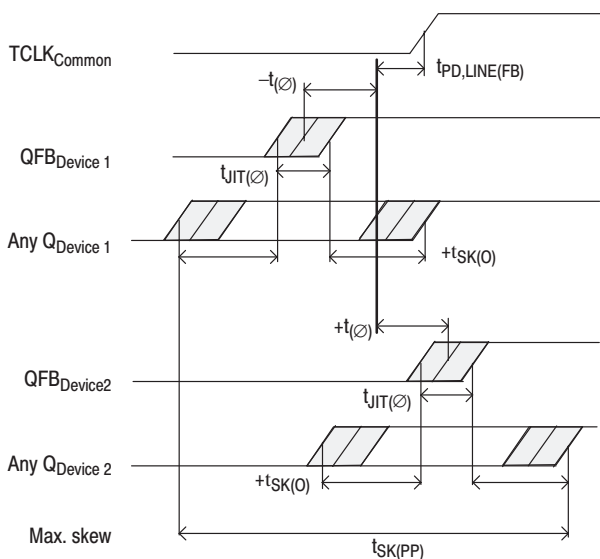 TCLKCommon
tPD,LINE(FB)
–t(∅)
QFBDevice 1
tJIT(∅)
Any QDevice 1
+tSK(O)
+t(∅)
QFBDevice2
tJIT(∅)
Any QDevice 2
+tSK(O)
Max. skew
tSK(PP)